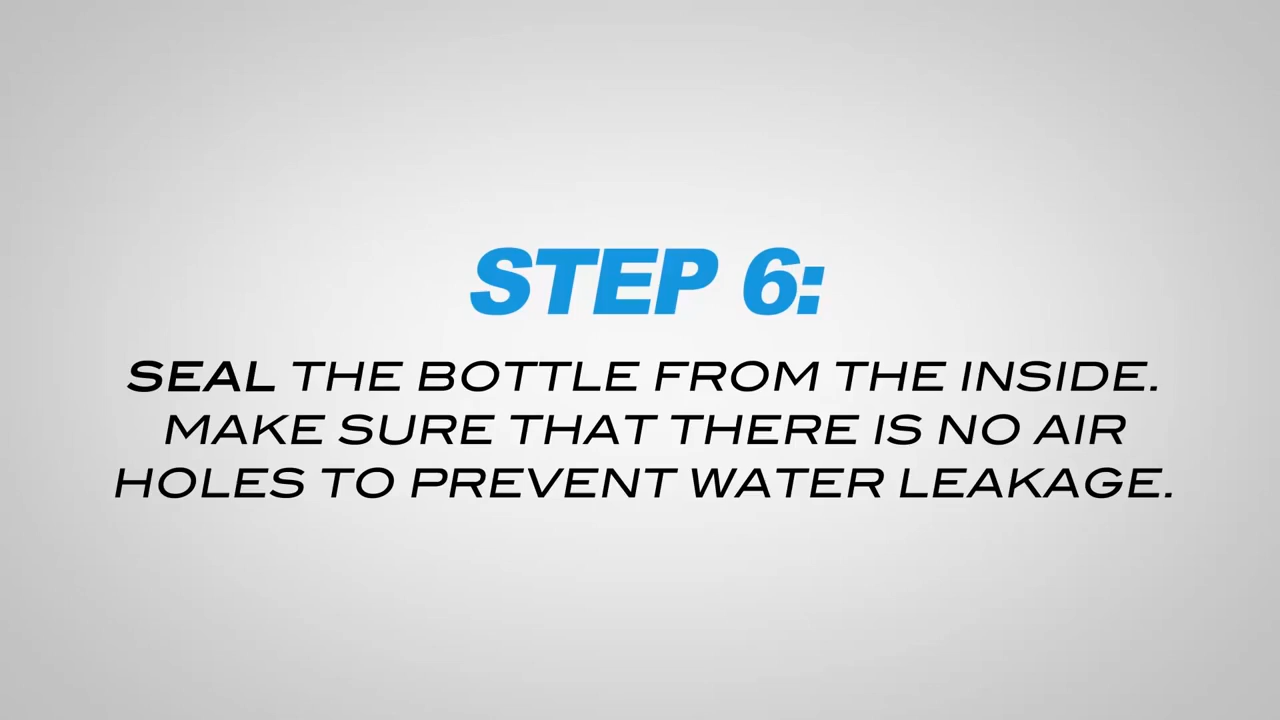 STEP 6:
SEAL THE BOTTLE FROM THE INSIDE.
MAKE SURE THAT THERE IS NO AIR
HOLES TO PREVENT WATER LEAKAGE.